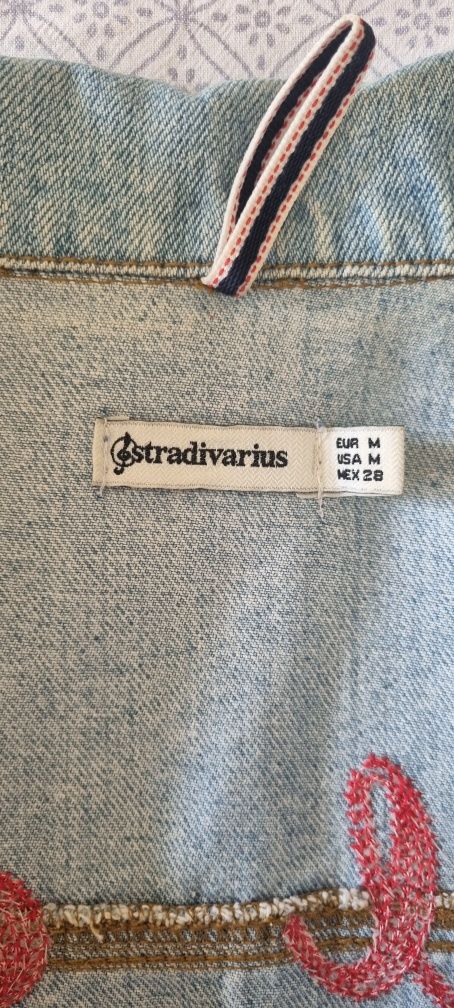 stradivarius
EUR M
USA M
MEX 28